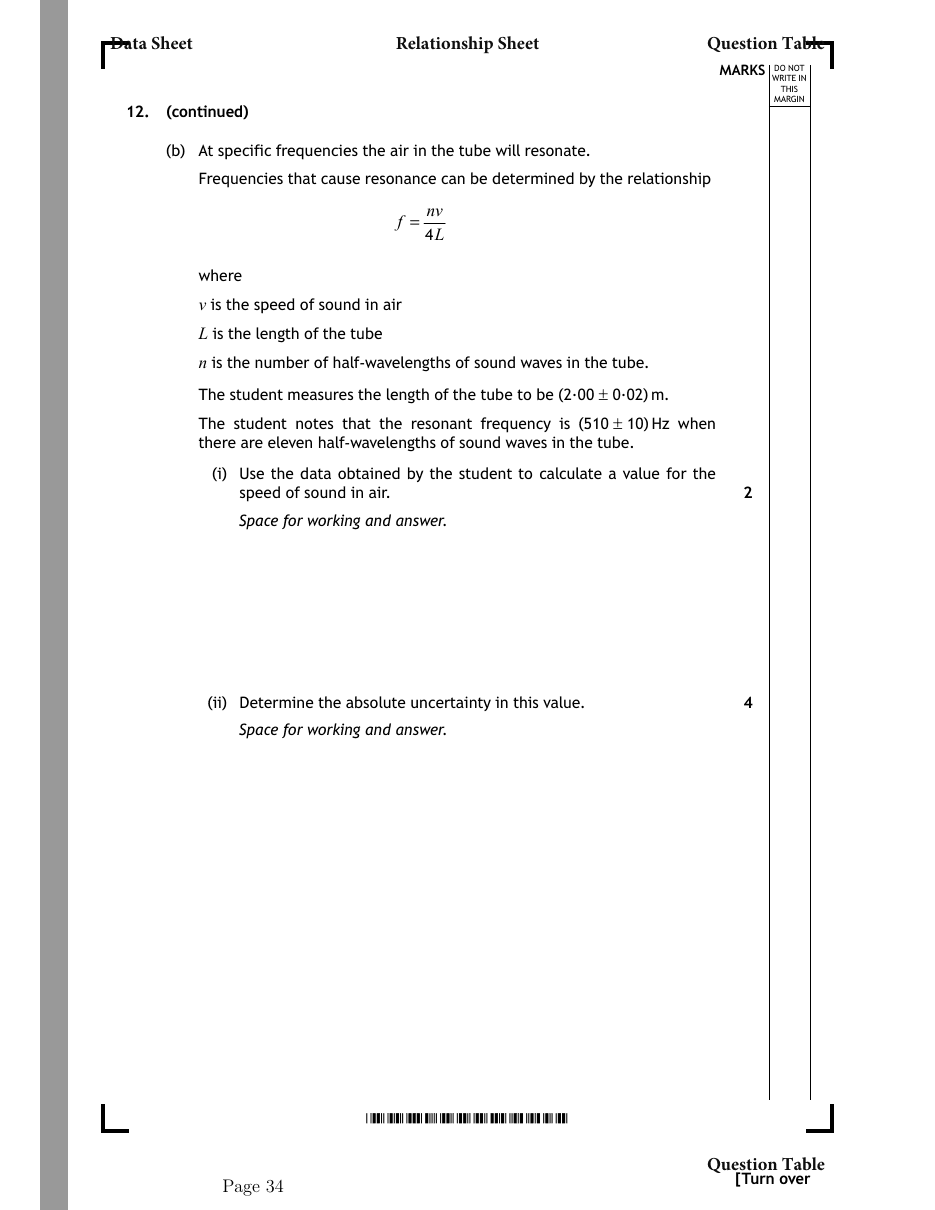 Data Sheet Relationship Sheet Question Table
MARKS
DO NOT
WRITE IN
THIS
MARGIN
12. (continued)
(b) At specific frequencies the air in the tube will resonate.
Frequencies that cause resonance can be determined by the relationship
f = nv/4L
where
v is the speed of sound in air
L is the length of the tube
n is the number of half-wavelengths of sound waves in the tube.
The student measures the length of the tube to be (2·00 ± 0·02) m.
The student notes that the resonant frequency is (510 ± 10) Hz when
there are eleven half-wavelengths of sound waves in the tube.
(i) Use the data obtained by the student to calculate a value for the
speed of sound in air. 2
Space for working and answer.
(ii) Determine the absolute uncertainty in this value. 4
Space for working and answer.
Question Table
[Turn over
Page 34